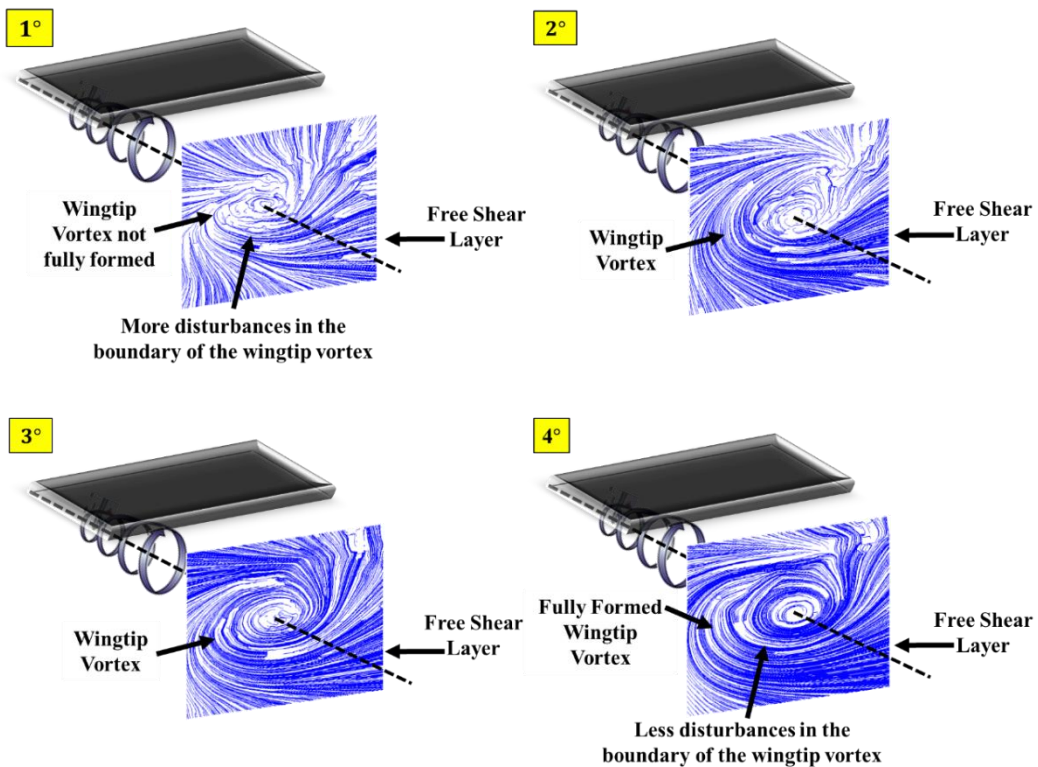 1°
Wingtip
Vortex not
fully formed
Free Shear
Layer
More disturbances in the
boundary of the wingtip vortex
2°
Wingtip
Vortex
Free Shear
Layer
3°
Wingtip
Vortex
Free Shear
Layer
4°
Fully Formed
Wingtip
Vortex
Free Shear
Layer
Less disturbances in the
boundary of the wingtip vortex